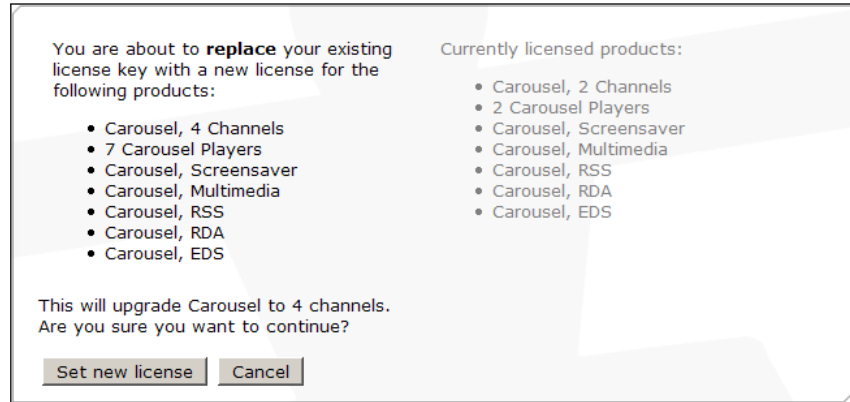 You are about to replace your existing
license key with a new license for the
following products:
• Carousel, 4 Channels
• 7 Carousel Players
• Carousel, Screensaver
• Carousel, Multimedia
• Carousel, RSS
• Carousel, RDA
• Carousel, EDS
This will upgrade Carousel to 4 channels.
Are you sure you want to continue?
Set new license
Cancel
Currently licensed products:
• Carousel, 2 Channels
• 2 Carousel Players
• Carousel, Screensaver
• Carousel, Multimedia
• Carousel, RSS
• Carousel, RDA
• Carousel, EDS